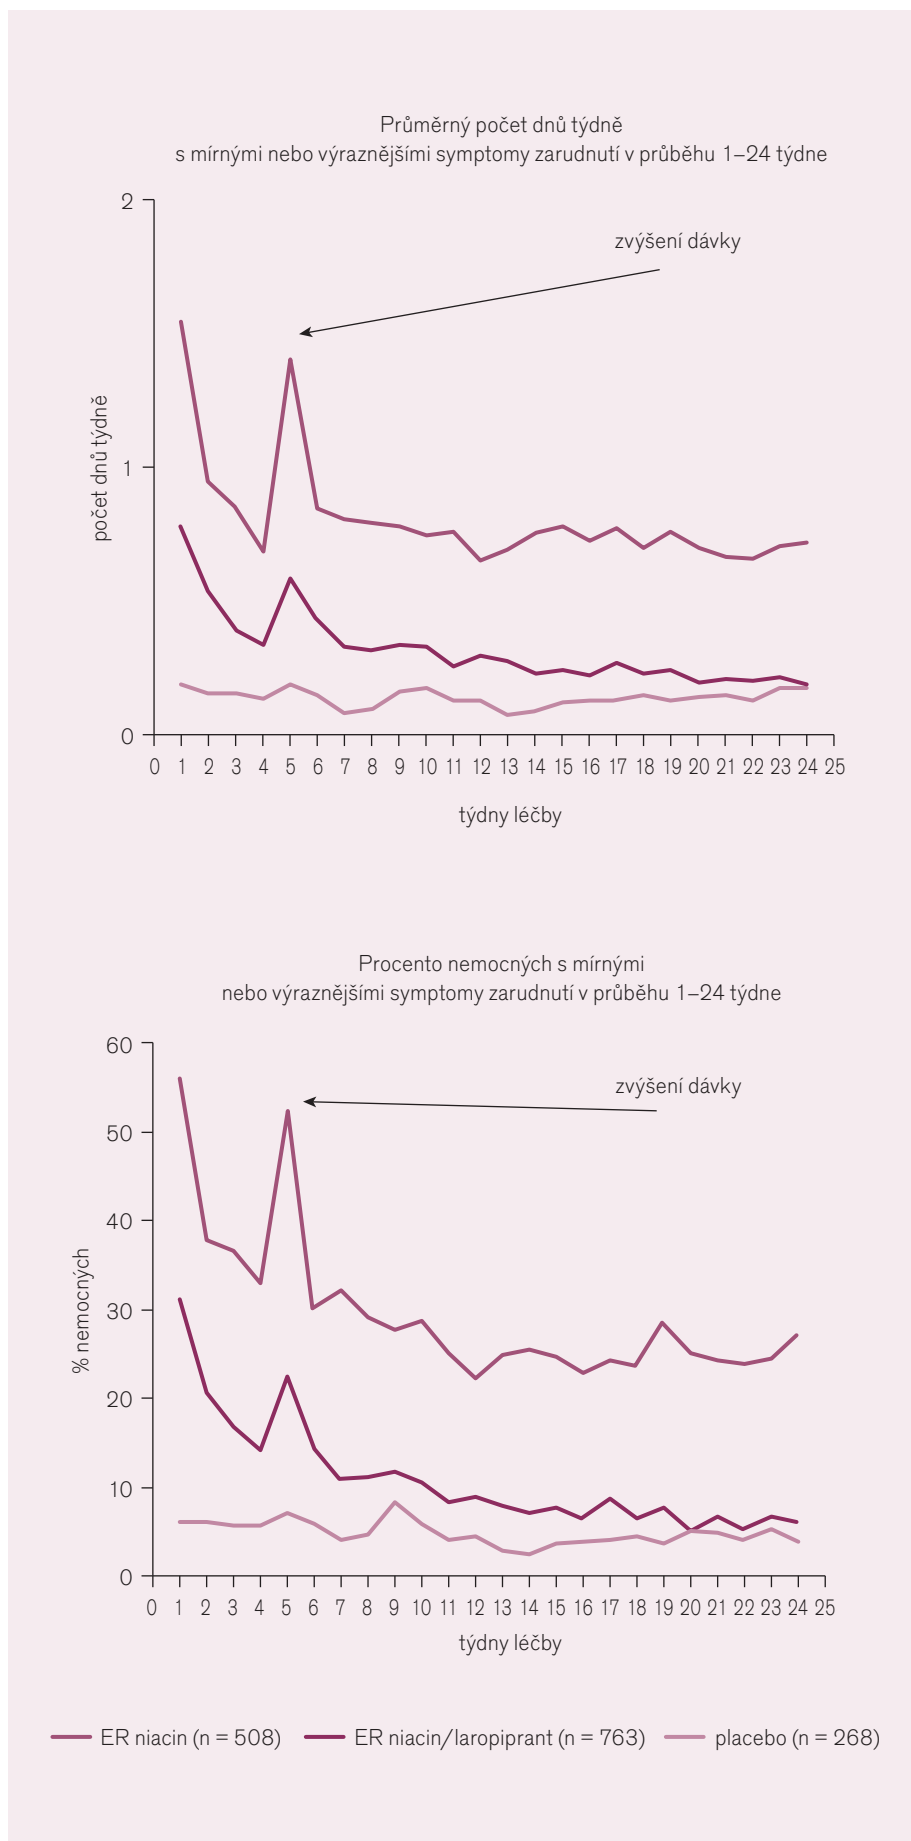 Průměrný počet dnů týdně
s mírnými nebo výraznějšími symptomy zarudnutí v průběhu 1–24 týdne
2
zvýšení dávky
počet dnů týdně
1
0
0 1 2 3 4 5 6 7 8 9 10 11 12 13 14 15 16 17 18 19 20 21 22 23 24 25
týdny léčby
Procento nemocných s mírnými
nebo výraznějšími symptomy zarudnutí v průběhu 1–24 týdne
60
zvýšení dávky
50
40
% nemocných
30
20
10
0
0 1 2 3 4 5 6 7 8 9 10 11 12 13 14 15 16 17 18 19 20 21 22 23 24 25
týdny léčby
ER niacin (n = 508) ER niacin/laropiprant (n = 763) placebo (n = 268)